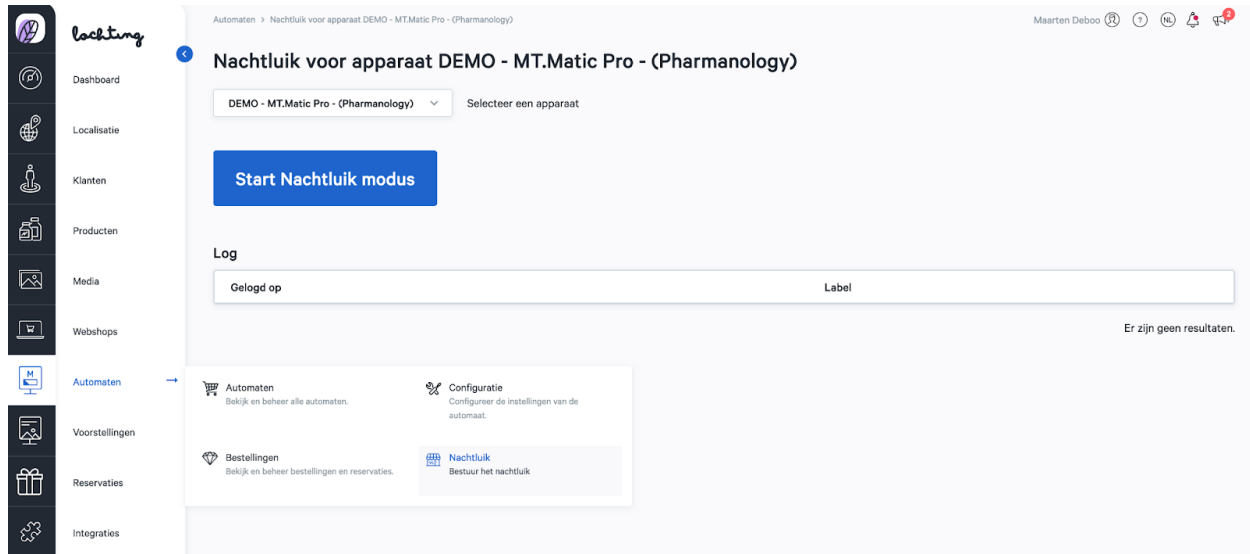 lochting
Automaten > Nachtluik voor apparaat DEMO - MT.Matic Pro - (Pharmanology)
Maarten Deboo
?
NL
2
Nachtluik voor apparaat DEMO - MT.Matic Pro - (Pharmanology)
DEMO - MT.Matic Pro - (Pharmanology)
Selecteer een apparaat
Start Nachtluik modus
Log
Gelogd op
Label
Er zijn geen resultaten.
Dashboard
Localisatie
Klanten
Producten
Media
Webshops
M
Automaten
Voorstellingen
Reservaties
Integraties
Automaten
Bekijk en beheer alle automaten.
Configuratie
Configureer de instellingen van de
automaat.
Bestellingen
Bekijk en beheer bestellingen en reservaties.
Nachtluik
Bestuur het nachtluik